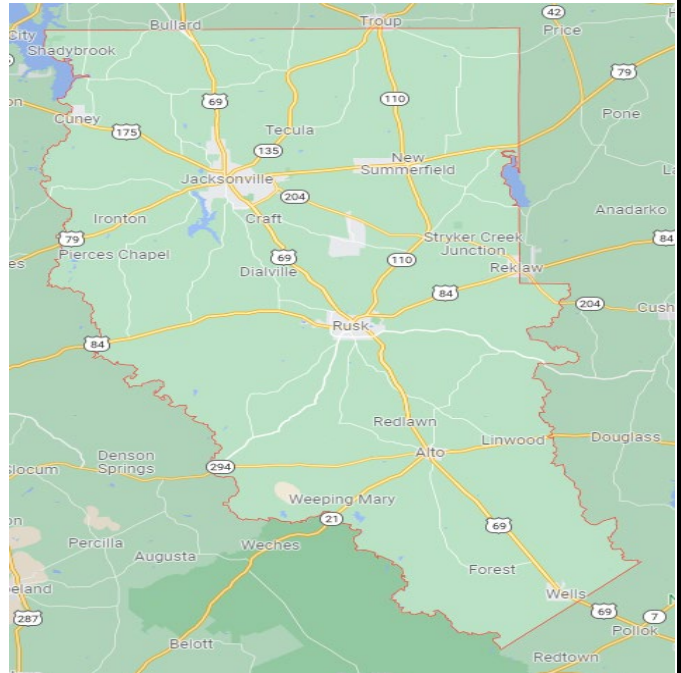 42
Troup
Bullard
Price
City
Shadybrook
79
69
110
Pone
Cuney
175
Tecula
135
New
Summerfield
Jacksonville
204
Anadarko
Ironton
Craft
79
Stryker Creek
Junction
84
Pierces Chapel
69
110
Reklaw
Dialville
84
204
Cush
Rusk
84
Redlawn
Linwood
Douglass
Alto
Denson
Springs
Slocum
294
Weeping Mary
21
69
Percilla
Weches
Augusta
Forest
Wells
eland
69
287
7
Pollok
Belott
Redtown